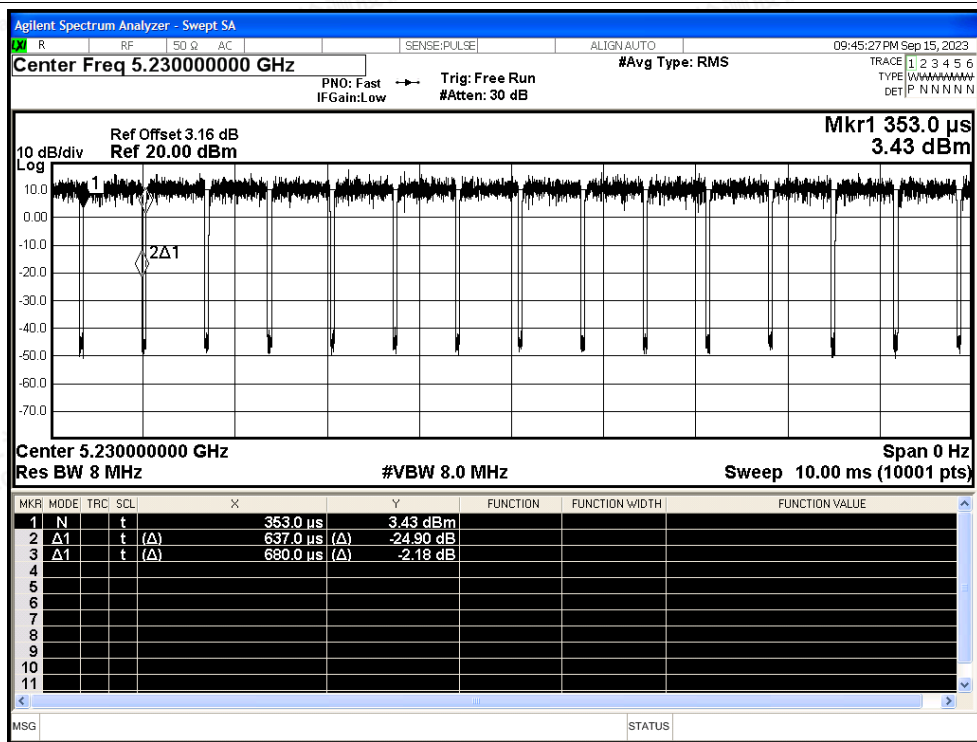 Agilent Spectrum Analyzer - Swept SA
LXI R RF 50 Ω AC SENSE:PULSE ALIGN AUTO 09:45:27 PM Sep 15, 2023
Center Freq 5.230000000 GHz
PNO: Fast
IFGain:Low
Trig: Free Run
#Atten: 30 dB
#Avg Type: RMS
TRACE 1 2 3 4 5 6
TYPE
DET P N N N N N
Ref Offset 3.16 dB
10 dB/div Ref 20.00 dBm
Log
Mkr1 353.0 µs
3.43 dBm
10.0
0.00
-10.0
-20.0
-30.0
-40.0
-50.0
-60.0
-70.0
1
2Δ1
Center 5.230000000 GHz Span 0 Hz
Res BW 8 MHz #VBW 8.0 MHz Sweep 10.00 ms (10001 pts)
MKR MODE TRC SCL X Y FUNCTION FUNCTION WIDTH FUNCTION VALUE
1 N t 353.0 µs 3.43 dBm
2 Δ1 t (Δ) 637.0 µs (Δ) -24.90 dB
3 Δ1 t (Δ) 680.0 µs (Δ) -2.18 dB
4
5
6
7
8
9
10
11
MSG STATUS